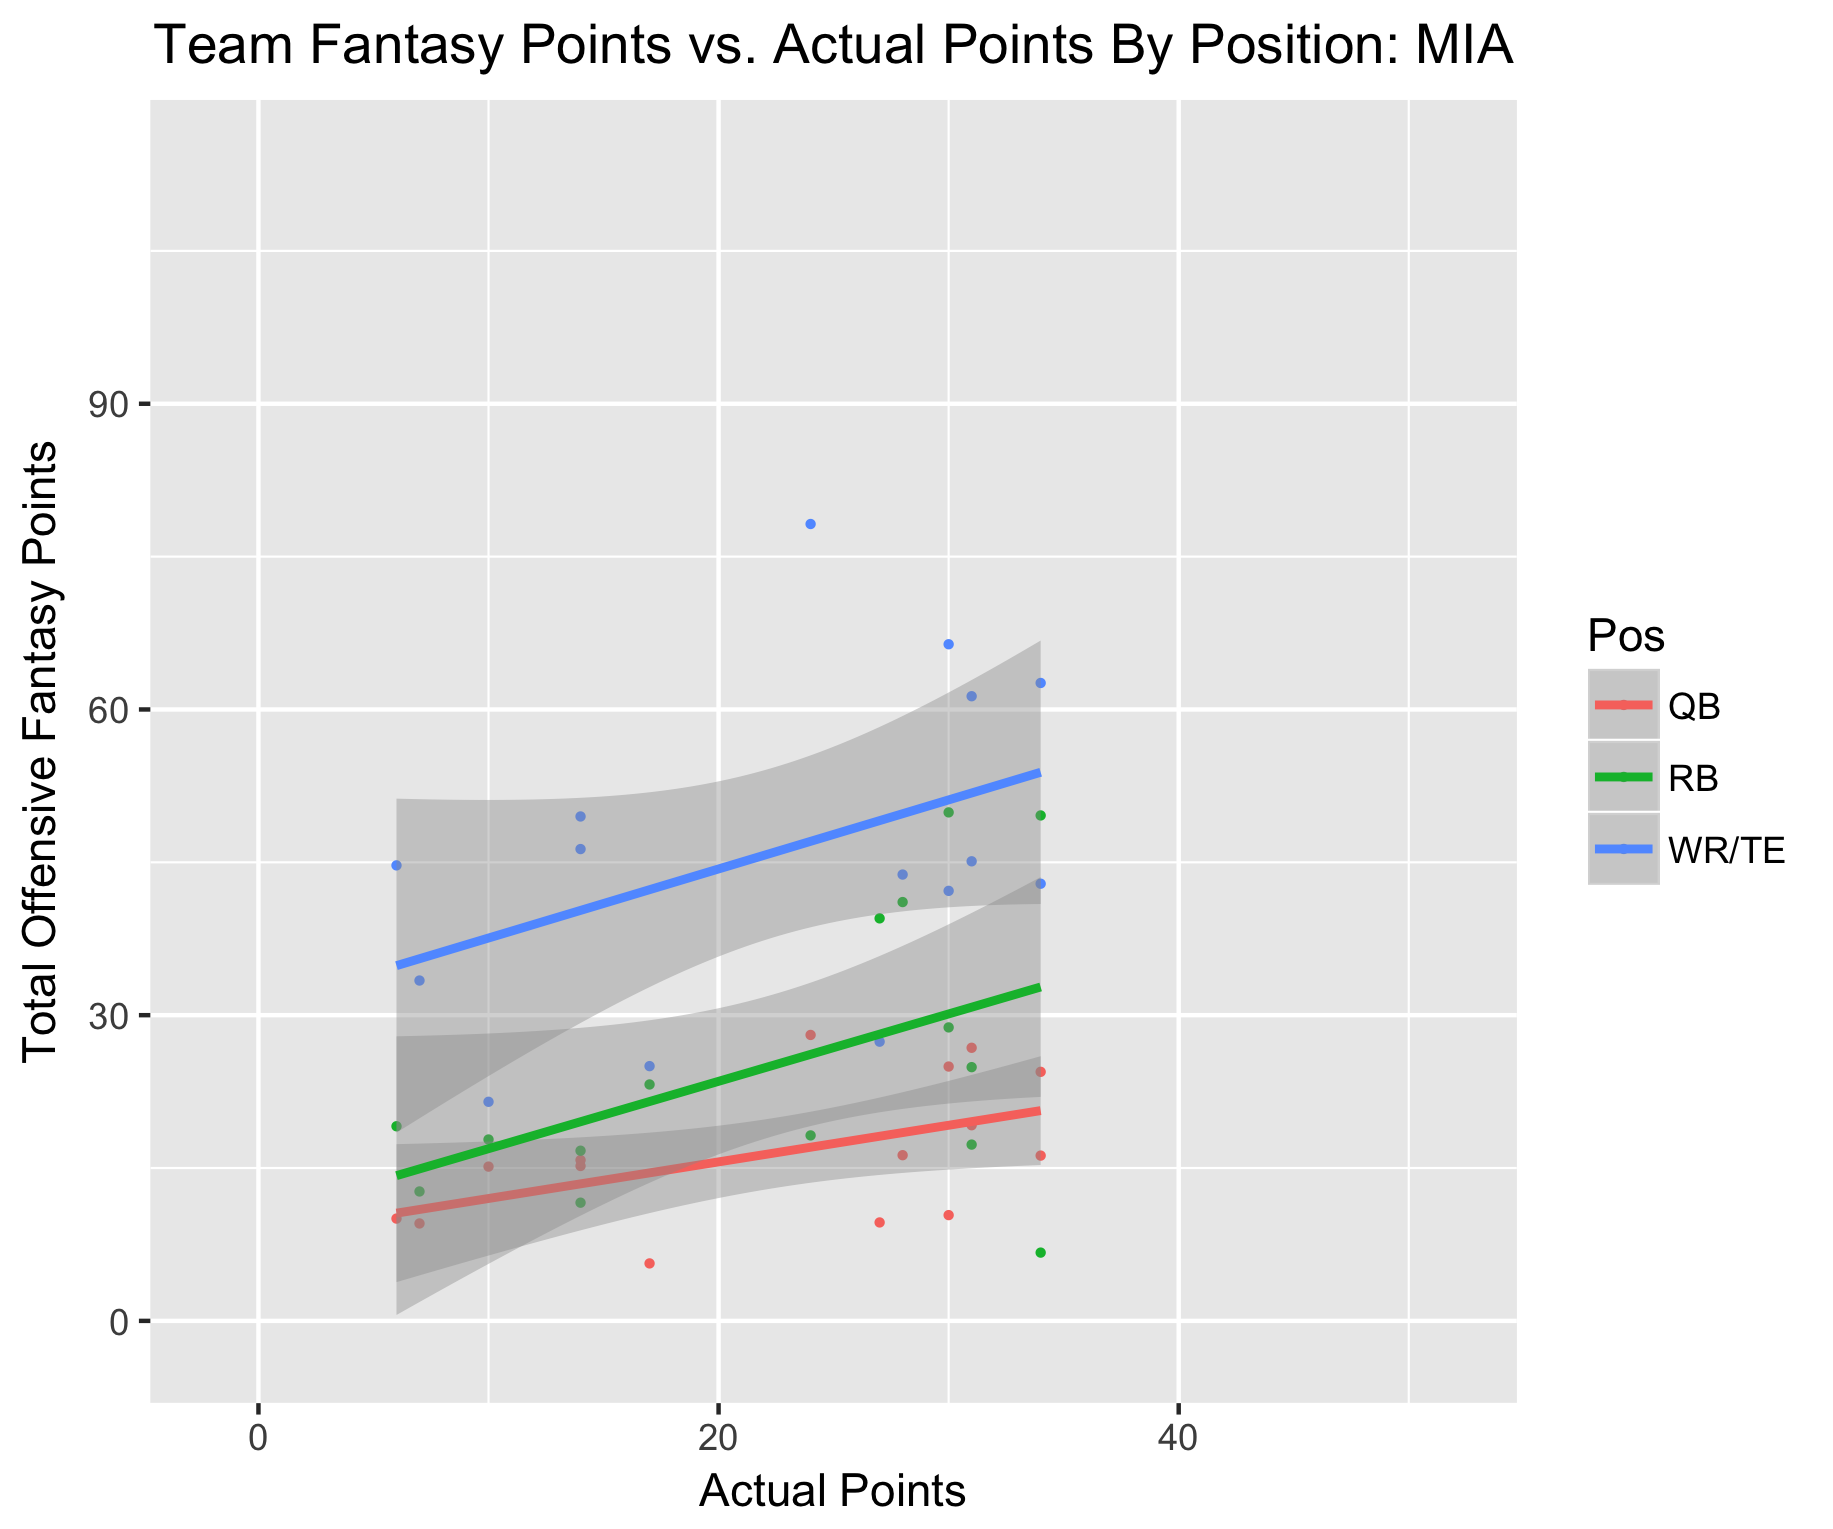 Team Fantasy Points vs. Actual Points By Position: MIA
Total Offensive Fantasy Points
90
60
30
0
0 20 40
Actual Points
Pos
QB
RB
WR/TE